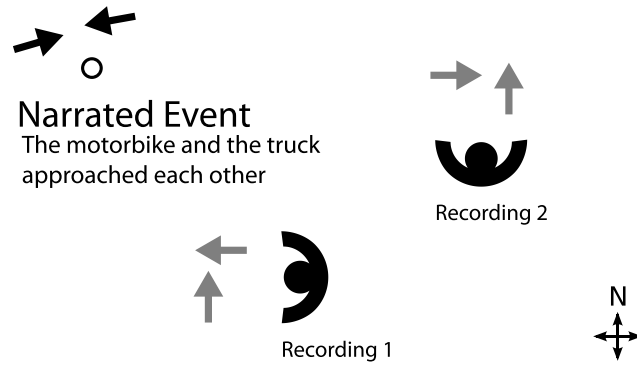 Narrated Event
The motorbike and the truck
approached each other
Recording 2
Recording 1
N